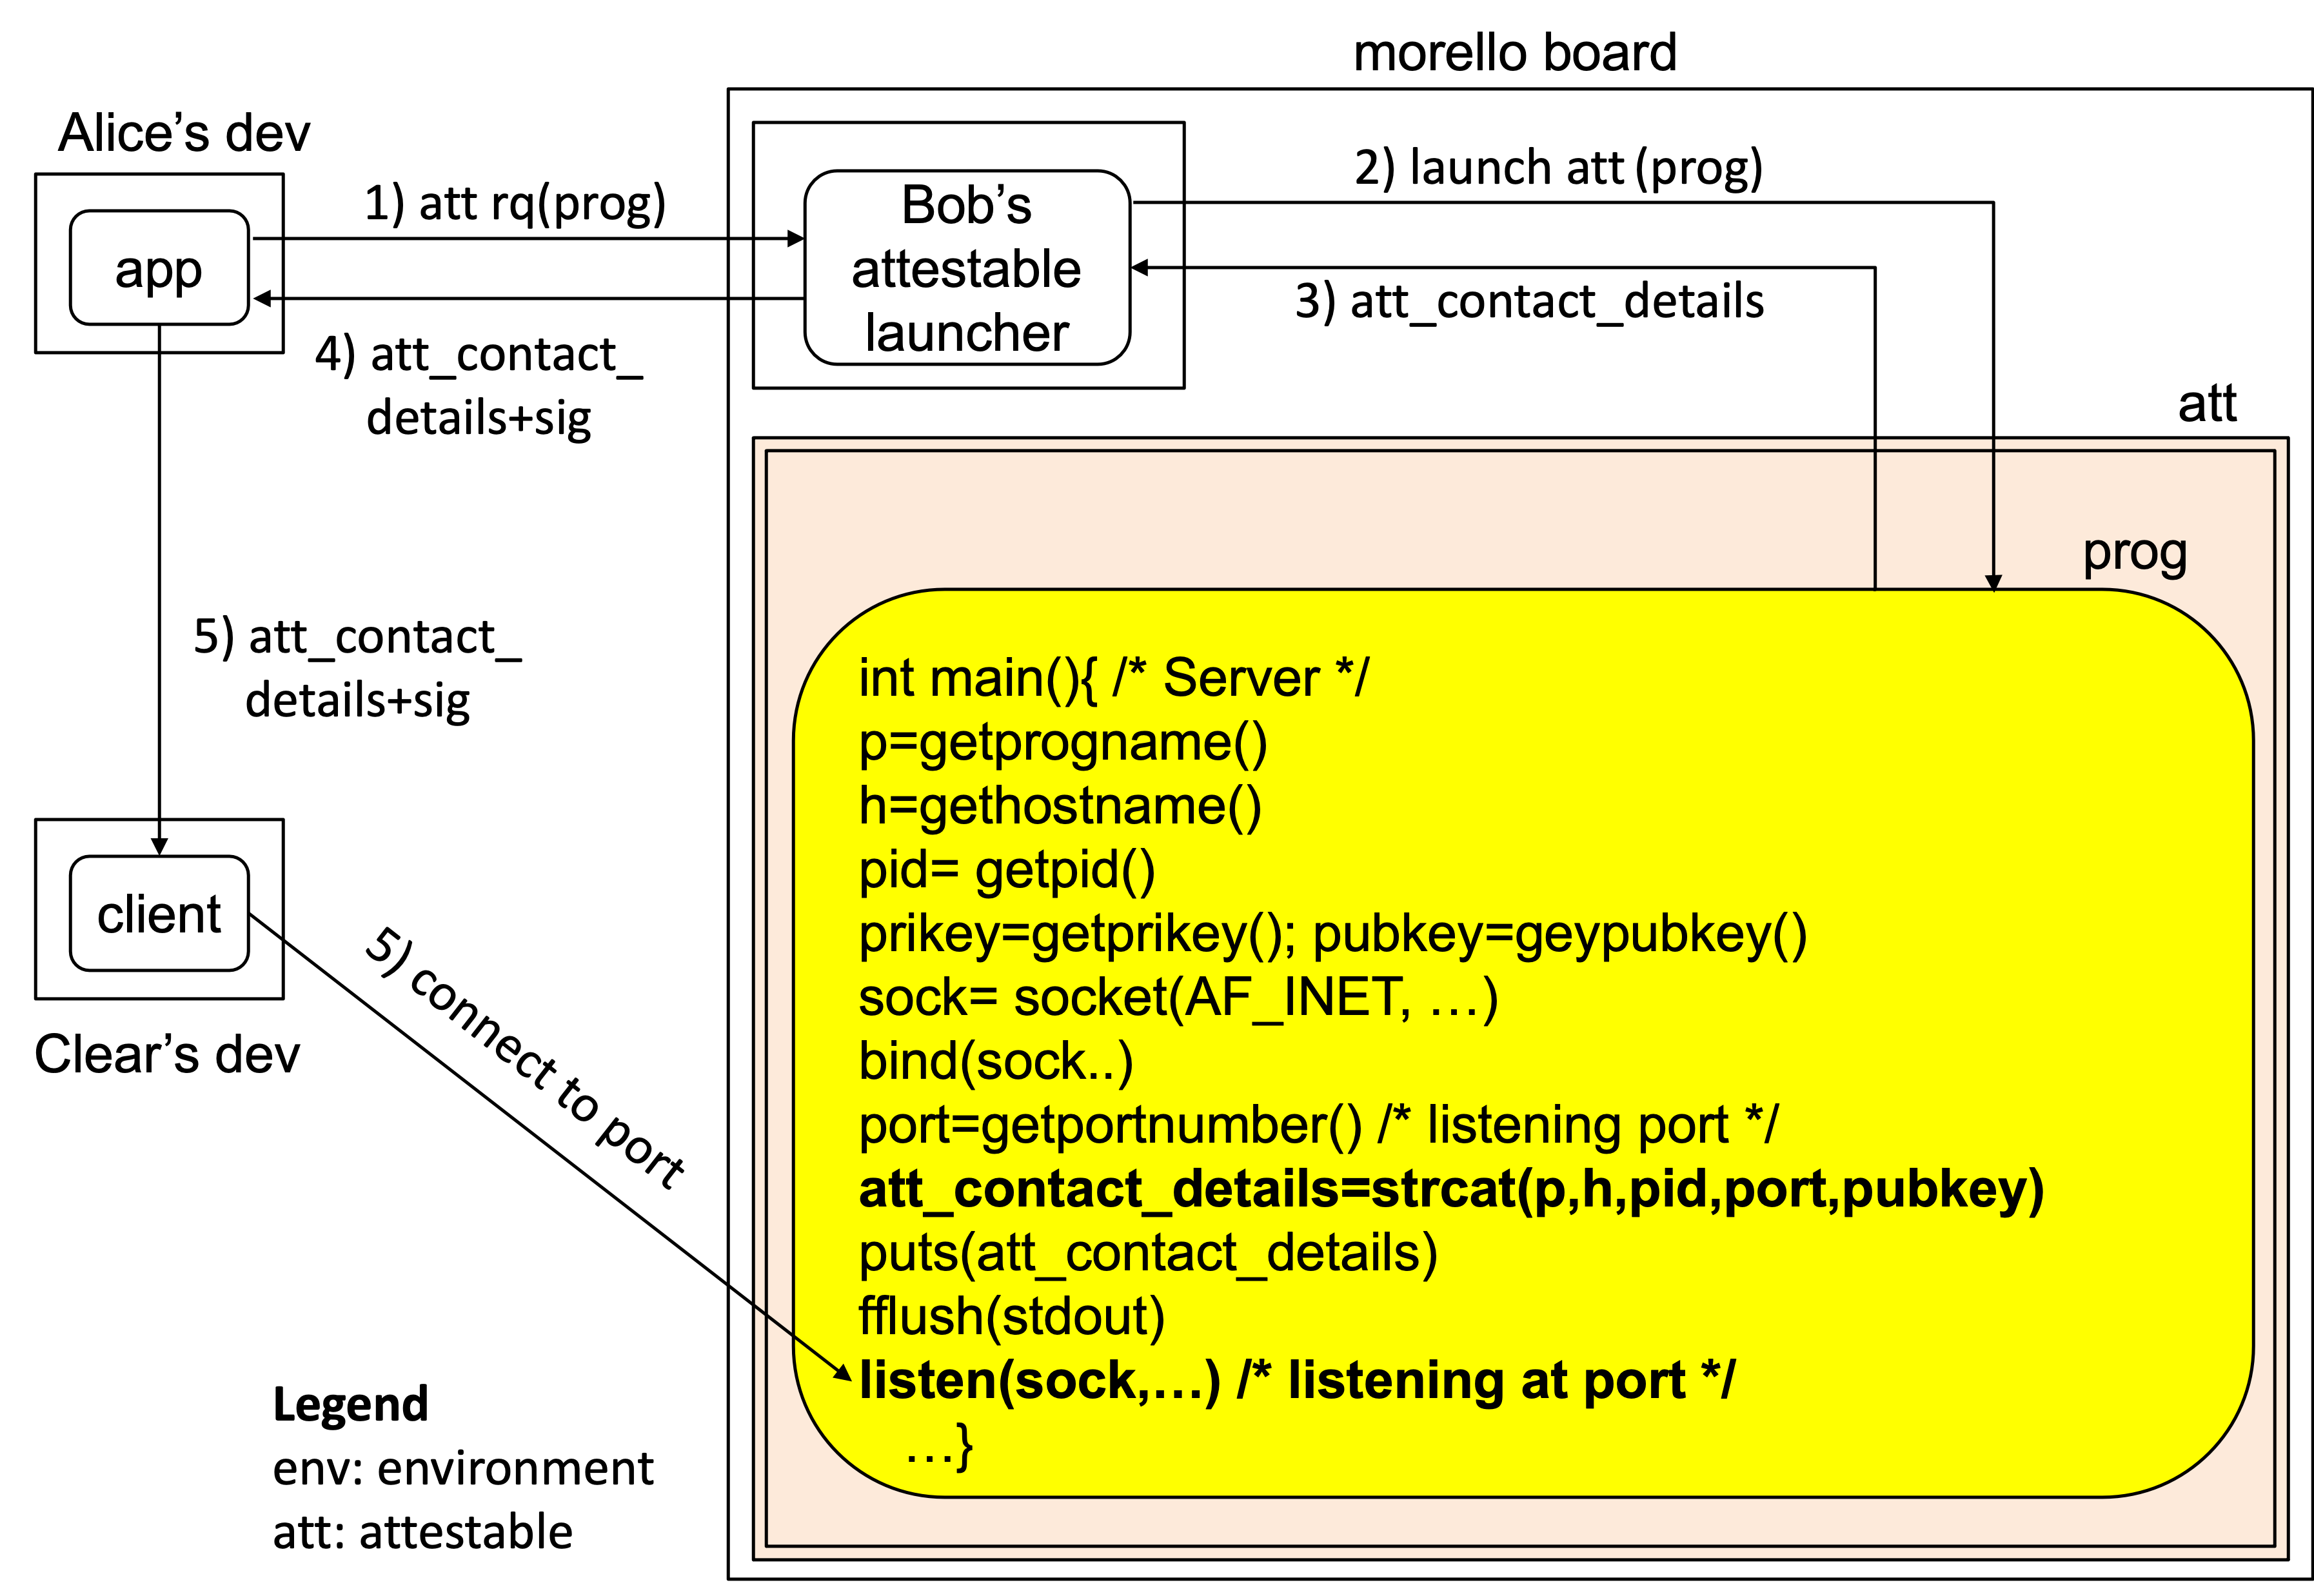 morello board
Alice's dev
app
1) att rq(prog)
Bob's
attestable
launcher
2) launch att (prog)
3) att_contact_details
4) att_contact_
details+sig
att
prog
5) att_contact_
details+sig
client
Clear's dev
5) connect to port
int main(){ /* Server */
p=getprogname()
h=gethostname()
pid= getpid()
prikey=getprikey(); pubkey=geypubkey()
sock= socket(AF_INET, …)
bind(sock..)
port=getportnumber() /* listening port */
att_contact_details=strcat(p,h,pid,port,pubkey)
puts(att_contact_details)
fflush(stdout)
listen(sock,…) /* listening at port */
…}
Legend
env: environment
att: attestable